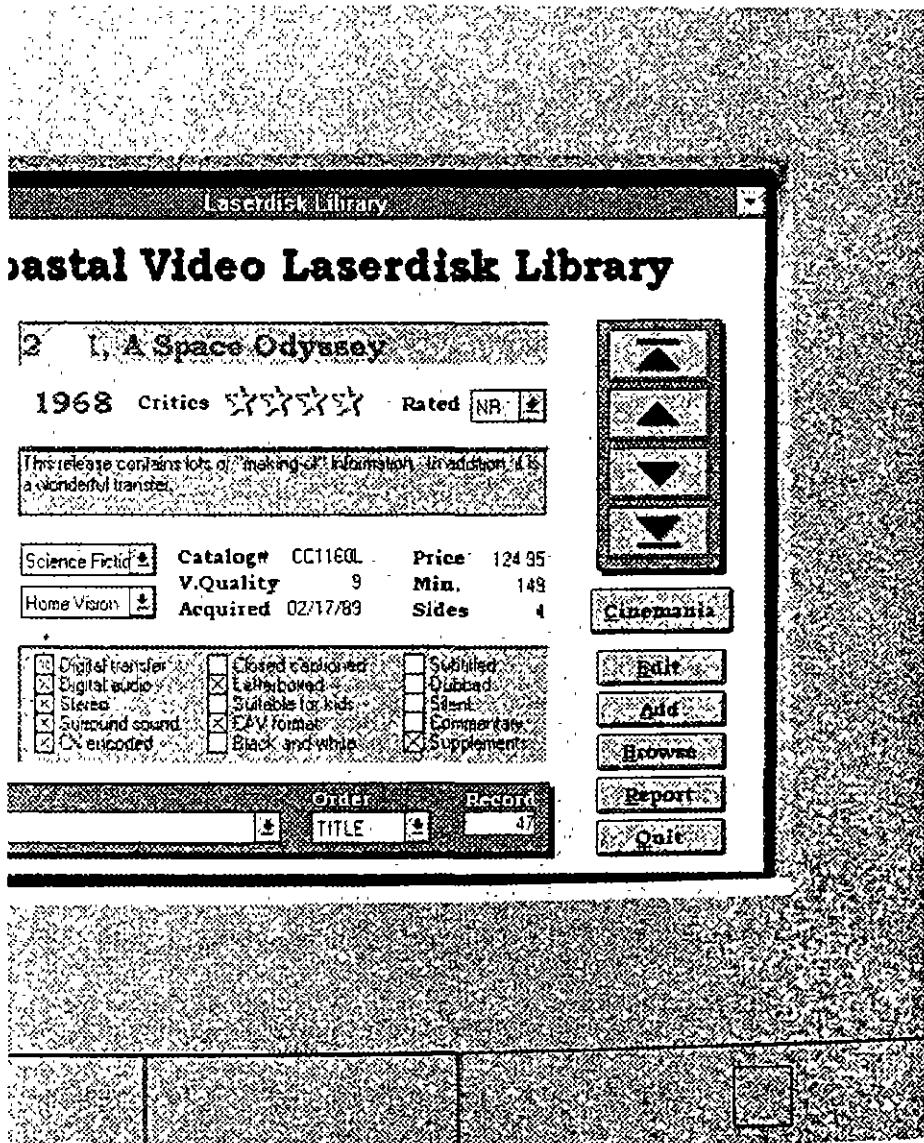 Laserdisk Library
oastal Video Laserdisk Library
2 1, A Space Odyssey
1968 Critics Rated NR
This release contains lots of "making-of" information. In addition, it is
a wonderful transfer.
Science Fictio Catalog# CC1160L Price 124.95
V.Quality 9 Min. 149
Home Vision Acquired 02/17/89 Sides 4
Cinemania
Digital transfer Closed captioned Subtitled
Digital audio Letterboxed Dubbed
Stereo Suitable for kids Silent
Surround sound CAV format Commentary
CX encoded Black and white Supplements
Edit
Add
Browse
Report
Quit
Order Record
TITLE 47